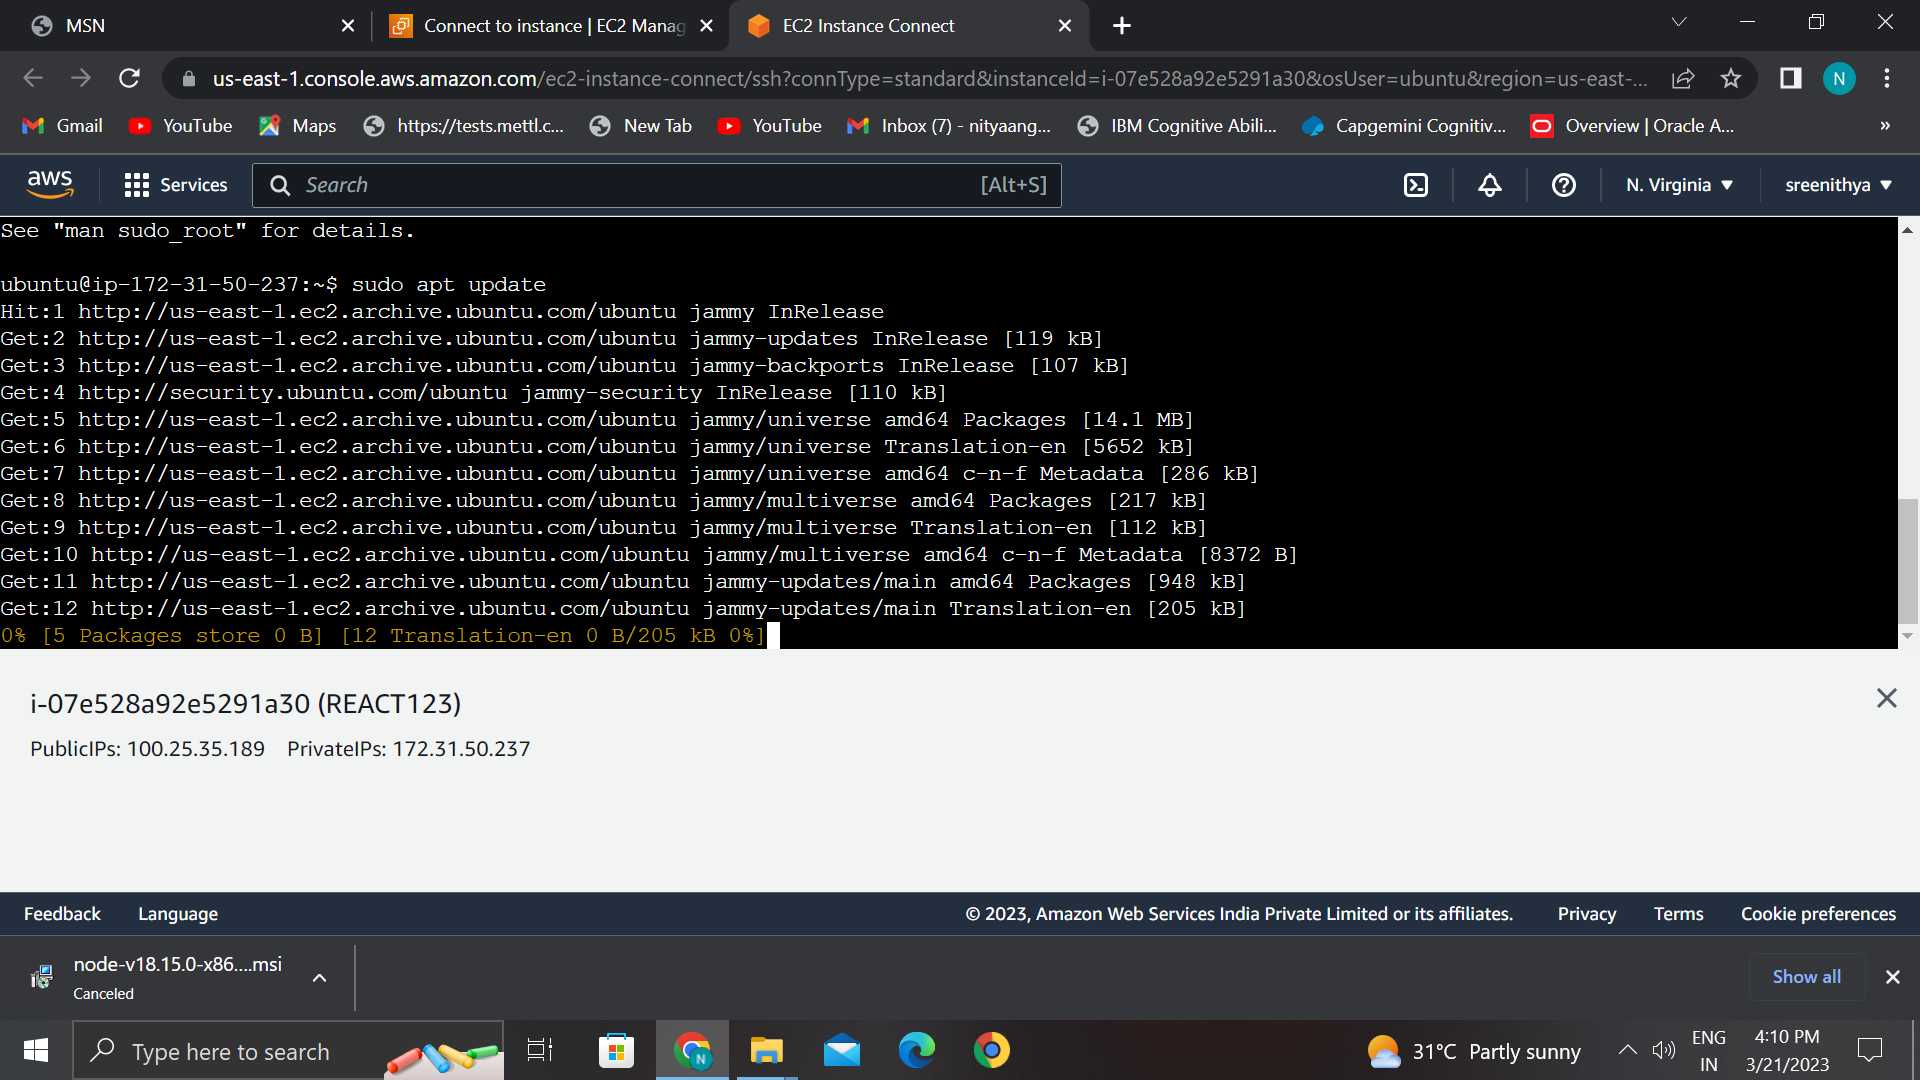 MSN
Connect to instance | EC2 Manag
EC2 Instance Connect
us-east-1.console.aws.amazon.com/ec2-instance-connect/ssh?connType=standard&instanceId=i-07e528a92e5291a30&osUser=ubuntu&region=us-east-...
N
Gmail
YouTube
Maps
https://tests.mettl.c...
New Tab
YouTube
Inbox (7) - nityaang...
IBM Cognitive Abili...
Capgemini Cognitiv...
Overview | Oracle A...
»
aws
Services
Search
[Alt+S]
N. Virginia
sreenithya
See "man sudo_root" for details.
ubuntu@ip-172-31-50-237:~$ sudo apt update
Hit:1 http://us-east-1.ec2.archive.ubuntu.com/ubuntu jammy InRelease
Get:2 http://us-east-1.ec2.archive.ubuntu.com/ubuntu jammy-updates InRelease [119 kB]
Get:3 http://us-east-1.ec2.archive.ubuntu.com/ubuntu jammy-backports InRelease [107 kB]
Get:4 http://security.ubuntu.com/ubuntu jammy-security InRelease [110 kB]
Get:5 http://us-east-1.ec2.archive.ubuntu.com/ubuntu jammy/universe amd64 Packages [14.1 MB]
Get:6 http://us-east-1.ec2.archive.ubuntu.com/ubuntu jammy/universe Translation-en [5652 kB]
Get:7 http://us-east-1.ec2.archive.ubuntu.com/ubuntu jammy/universe amd64 c-n-f Metadata [286 kB]
Get:8 http://us-east-1.ec2.archive.ubuntu.com/ubuntu jammy/multiverse amd64 Packages [217 kB]
Get:9 http://us-east-1.ec2.archive.ubuntu.com/ubuntu jammy/multiverse Translation-en [112 kB]
Get:10 http://us-east-1.ec2.archive.ubuntu.com/ubuntu jammy/multiverse amd64 c-n-f Metadata [8372 B]
Get:11 http://us-east-1.ec2.archive.ubuntu.com/ubuntu jammy-updates/main amd64 Packages [948 kB]
Get:12 http://us-east-1.ec2.archive.ubuntu.com/ubuntu jammy-updates/main Translation-en [205 kB]
0% [5 Packages store 0 B] [12 Translation-en 0 B/205 kB 0%]
i-07e528a92e5291a30 (REACT123)
PublicIPs: 100.25.35.189 PrivateIPs: 172.31.50.237
Feedback
Language
© 2023, Amazon Web Services India Private Limited or its affiliates.
Privacy
Terms
Cookie preferences
node-v18.15.0-x86....msi
Canceled
Show all
Type here to search
N
31°C Partly sunny
ENG
IN
4:10 PM
3/21/2023